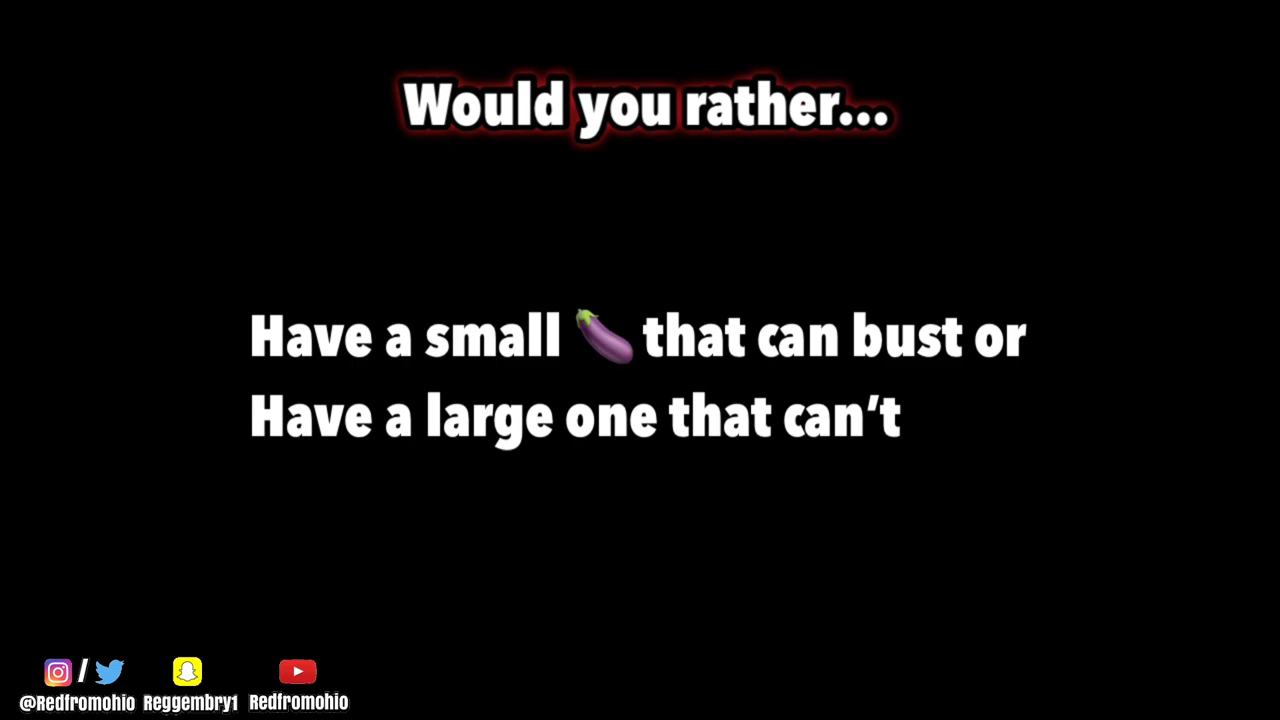 Would you rather...
Have a small 🍆 that can bust or
Have a large one that can’t
/
@Redfromohio Reggembry1 Redfromohio